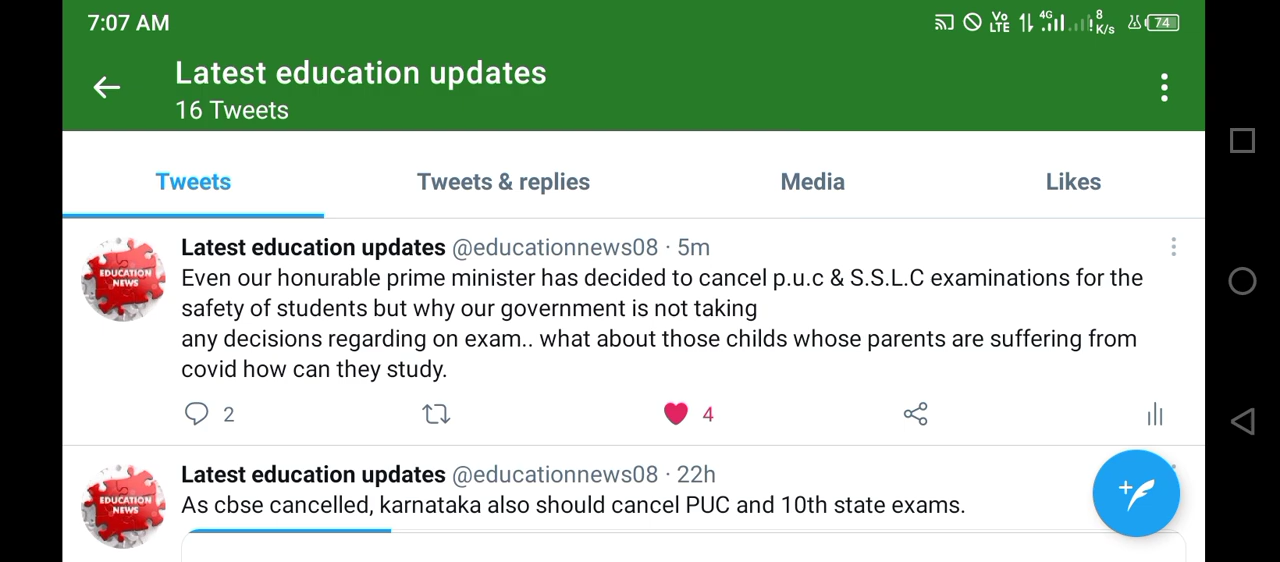 7:07 AM
Vo LTE 4G 8 K/s 74
Latest education updates
16 Tweets
Tweets Tweets & replies Media Likes
Latest education updates @educationnews08 · 5m
EDUCATION NEWS
Even our honurable prime minister has decided to cancel p.u.c & S.S.L.C examinations for the
safety of students but why our government is not taking
any decisions regarding on exam.. what about those childs whose parents are suffering from
covid how can they study.
2 4
Latest education updates @educationnews08 · 22h
EDUCATION NEWS
As cbse cancelled, karnataka also should cancel PUC and 10th state exams.